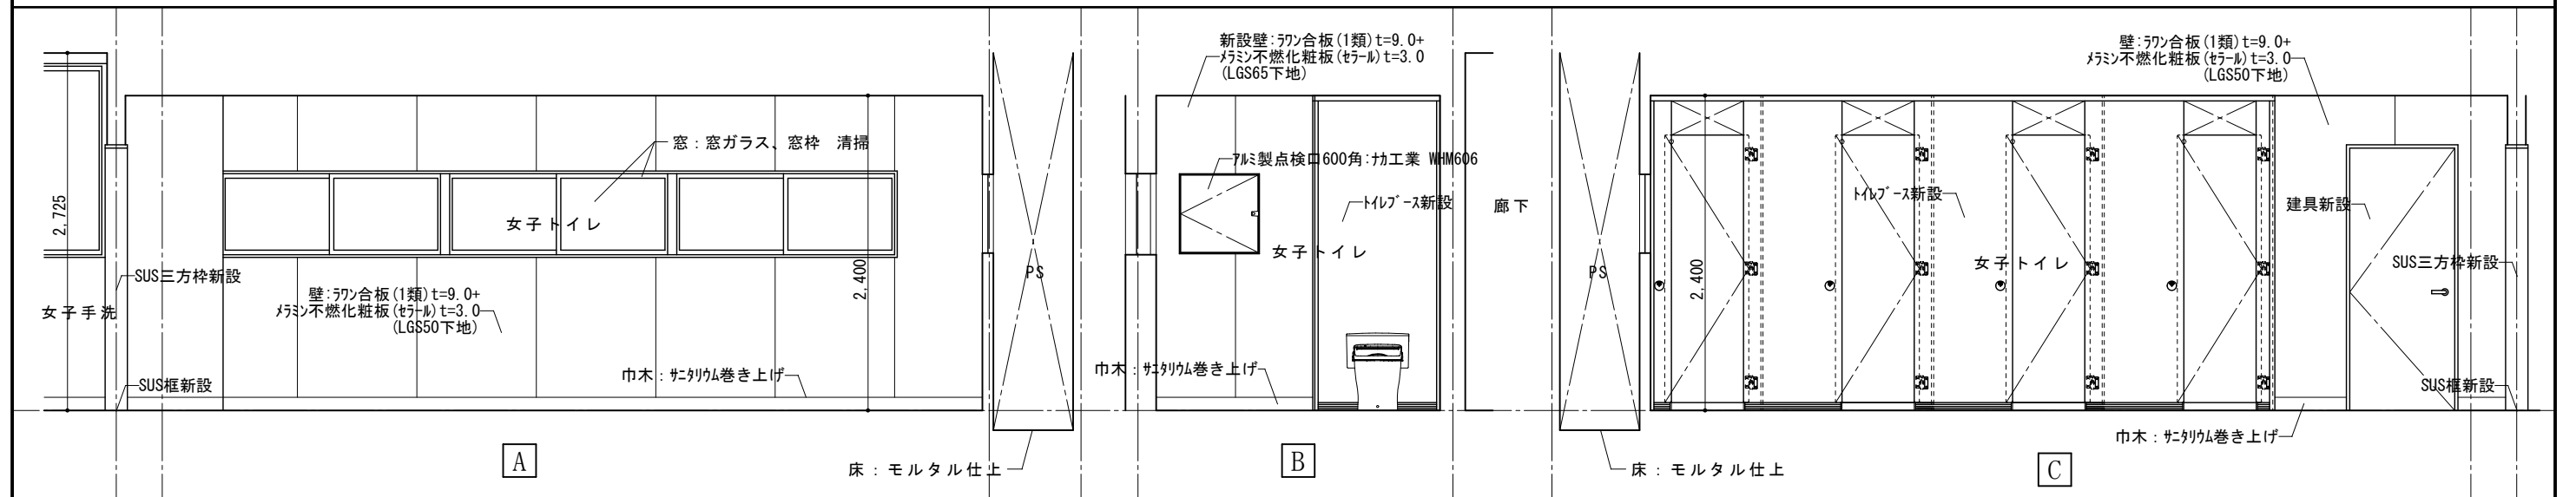 2,725
女子手洗
SUS三方枠新設
SUS框新設
窓：窓ガラス、窓枠　清掃
女子トイレ
壁:ﾗﾜﾝ合板(1類)t=9.0+
ﾒﾗﾐﾝ不燃化粧板(ｾﾗｰﾙ)t=3.0
(LGS50下地)
巾木：ｻﾆﾀﾘｳﾑ巻き上げ
2,400
PS
床：モルタル仕上
A
新設壁:ﾗﾜﾝ合板(1類)t=9.0+
ﾒﾗﾐﾝ不燃化粧板(ｾﾗｰﾙ)t=3.0
(LGS65下地)
ｱﾙﾐ製点検口600角:ﾅｶ工業 WHM606
ﾄｲﾚﾌﾞｰｽ新設
女子トイレ
巾木：ｻﾆﾀﾘｳﾑ巻き上げ
B
廊下
PS
床：モルタル仕上
壁:ﾗﾜﾝ合板(1類)t=9.0+
ﾒﾗﾐﾝ不燃化粧板(ｾﾗｰﾙ)t=3.0
(LGS50下地)
2,400
ﾄｲﾚﾌﾞｰｽ新設
女子トイレ
建具新設
SUS三方枠新設
SUS框新設
巾木：ｻﾆﾀﾘｳﾑ巻き上げ
C